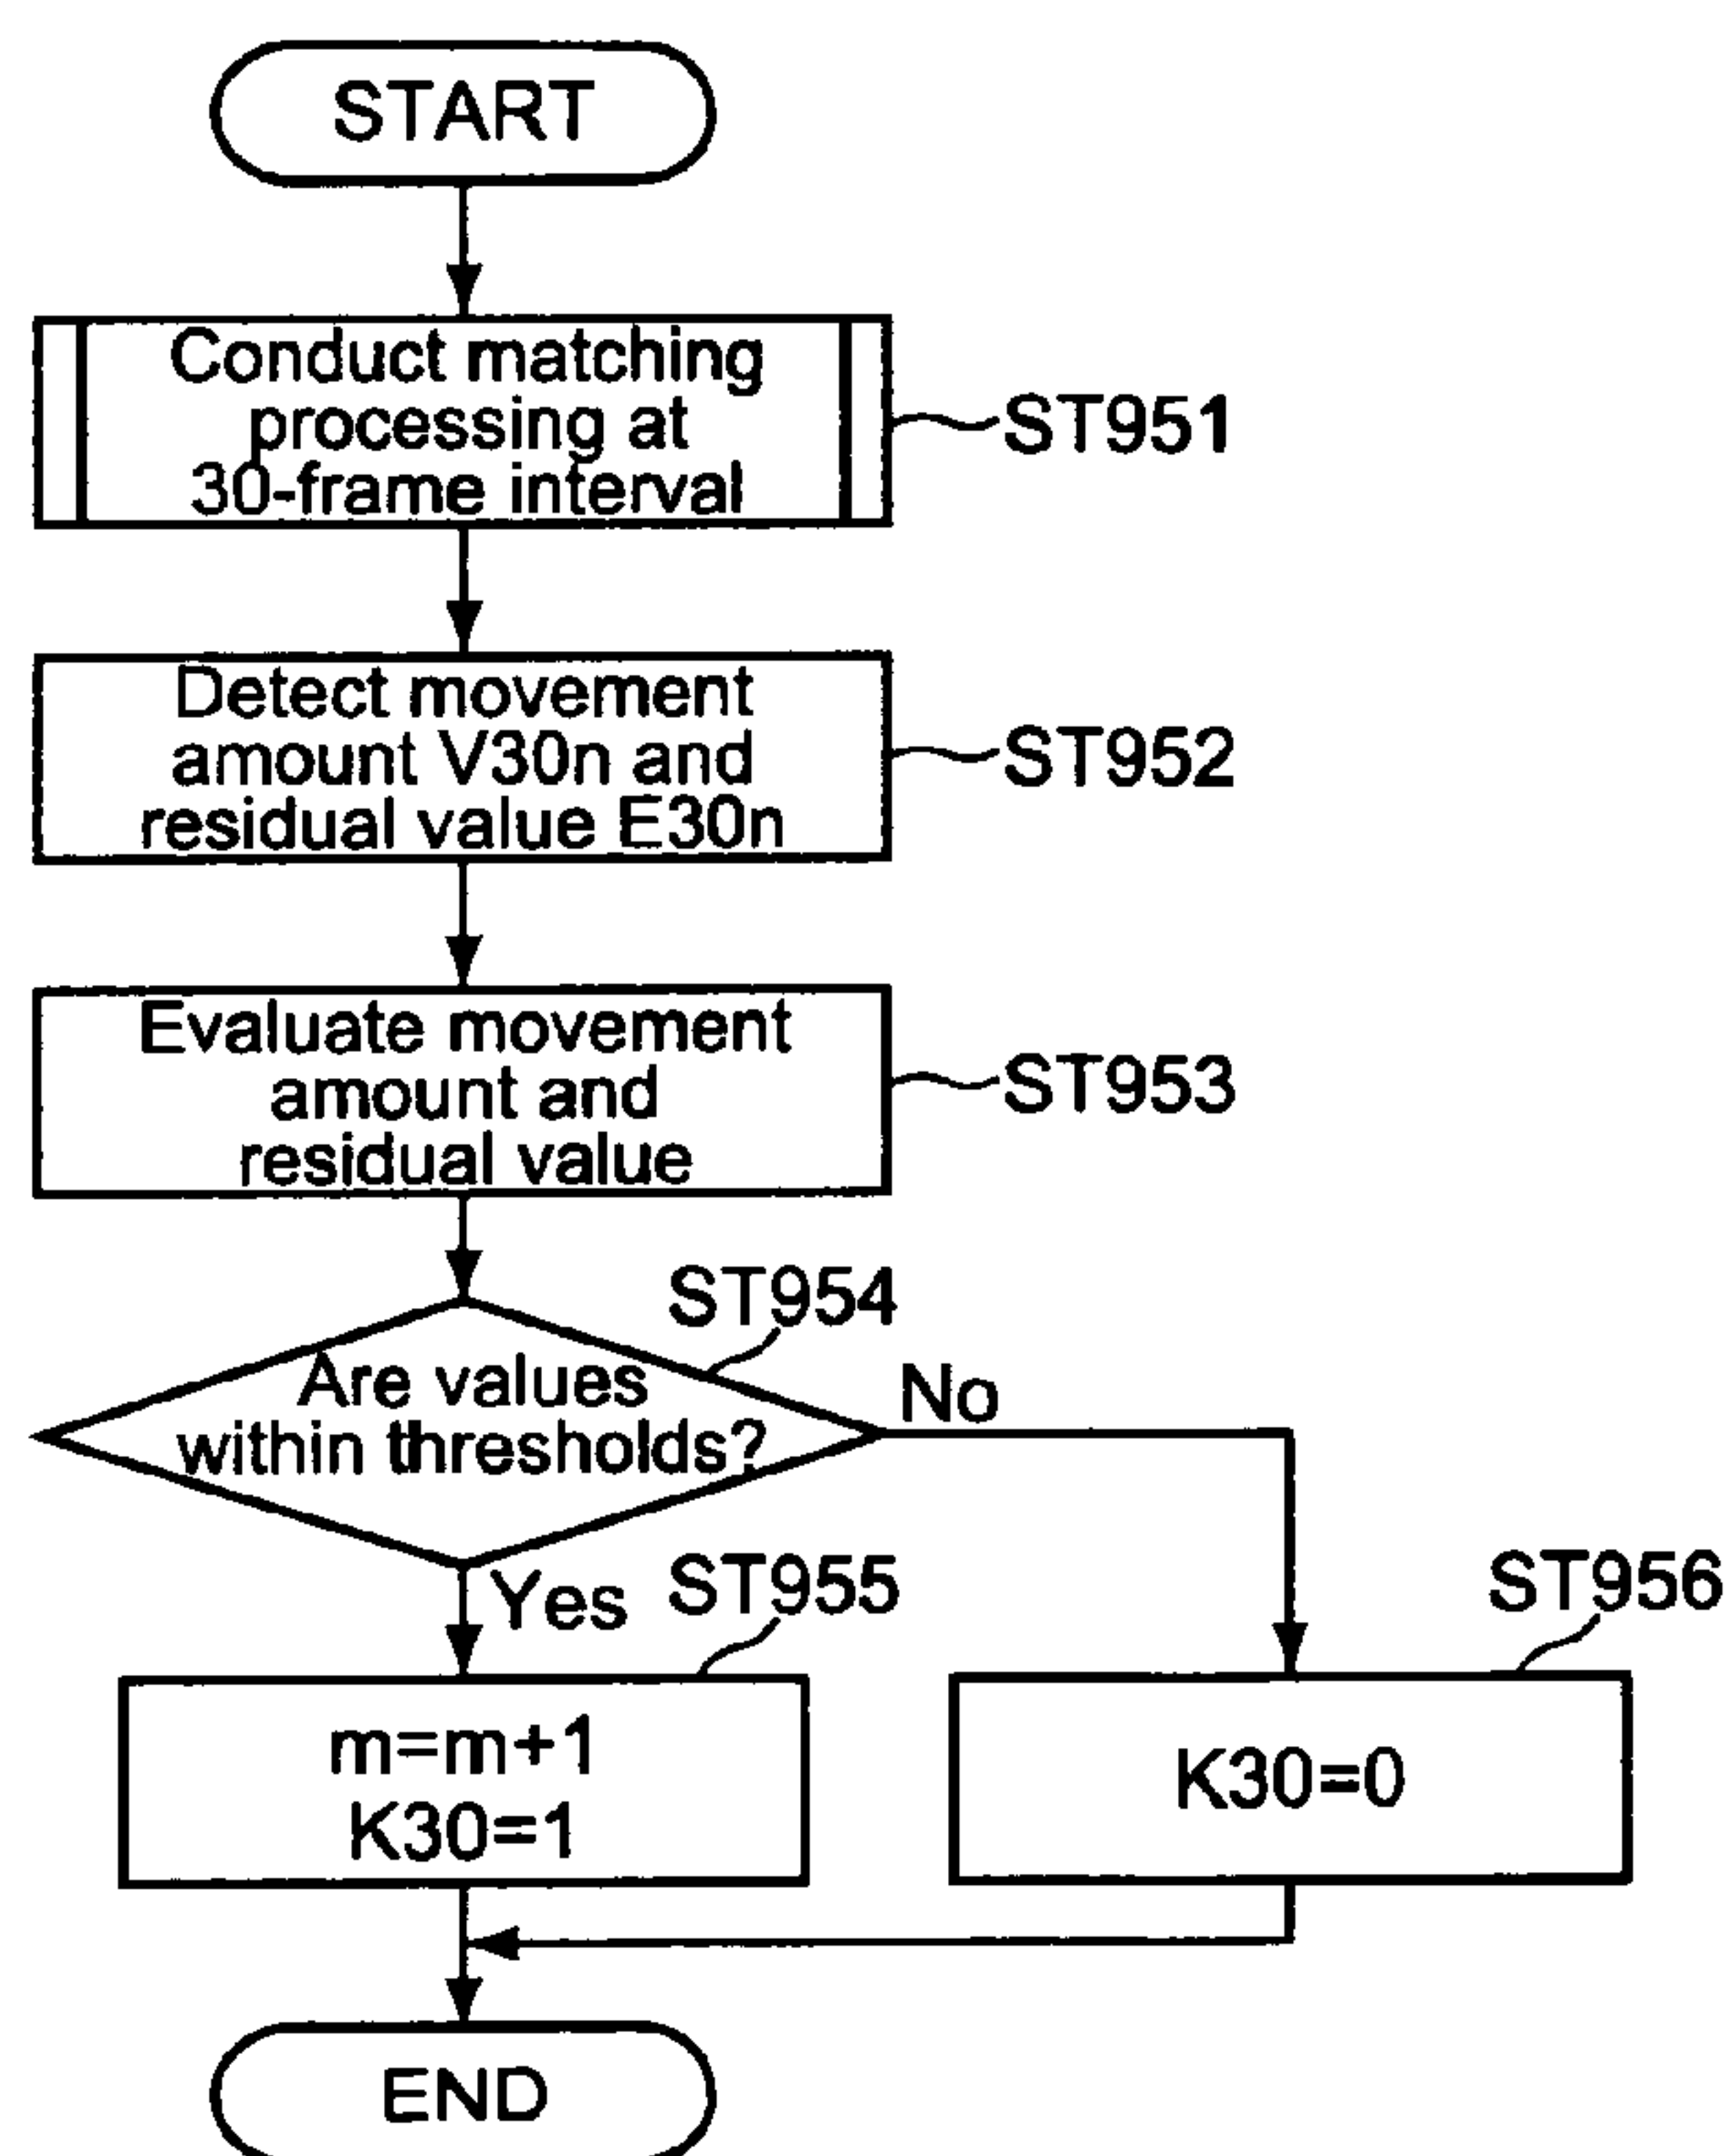 START
Conduct matching
processing at
30-frame interval
ST951
Detect movement
amount V30n and
residual value E30n
ST952
Evaluate movement
amount and
residual value
ST953
ST954
Are values
within thresholds?
No
Yes
ST955
ST956
m=m+1
K30=1
K30=0
END